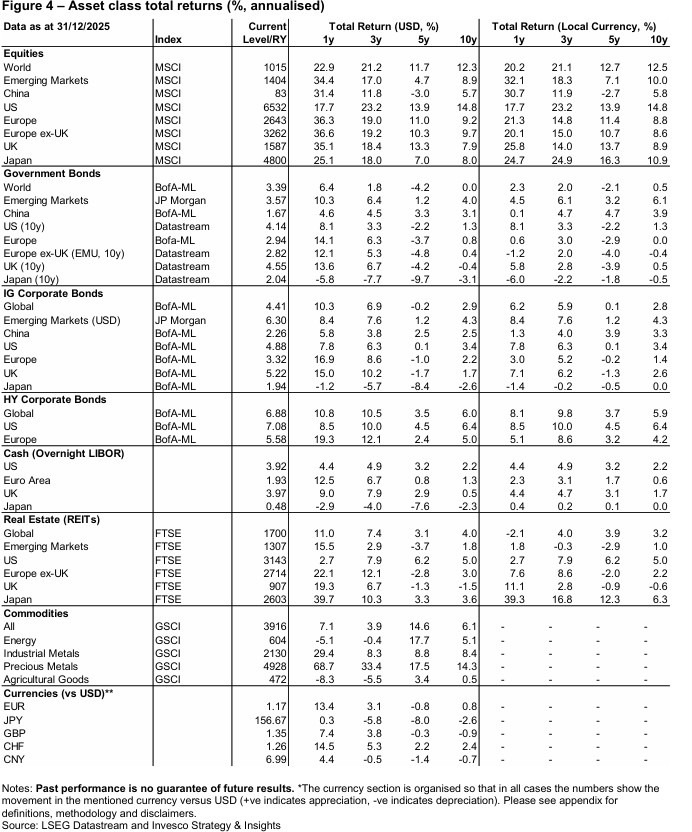 Figure 4 – Asset class total returns (%, annualised)
Data as at 31/12/2025 Current Total Return (USD, %) Total Return (Local Currency, %)
Index Level/RY 1y 3y 5y 10y 1y 3y 5y 10y
Equities
World MSCI 1015 22.9 21.2 11.7 12.3 20.2 21.1 12.7 12.5
Emerging Markets MSCI 1404 34.4 17.0 4.7 8.9 32.1 18.3 7.1 10.0
China MSCI 83 31.4 11.8 -3.0 5.7 30.7 11.9 -2.7 5.8
US MSCI 6532 17.7 23.2 13.9 14.8 17.7 23.2 13.9 14.8
Europe MSCI 2643 36.3 19.0 11.0 9.2 21.3 14.8 11.4 8.8
Europe ex-UK MSCI 3262 36.6 19.2 10.3 9.7 20.1 15.0 10.7 8.6
UK MSCI 1587 35.1 18.4 13.3 7.9 25.8 14.0 13.7 8.9
Japan MSCI 4800 25.1 18.0 7.0 8.0 24.7 24.9 16.3 10.9
Government Bonds
World BofA-ML 3.39 6.4 1.8 -4.2 0.0 2.3 2.0 -2.1 0.5
Emerging Markets JP Morgan 3.57 10.3 6.4 1.2 4.0 4.5 6.1 3.2 6.1
China BofA-ML 1.67 4.6 4.5 3.3 3.1 0.1 4.7 4.7 3.9
US (10y) Datastream 4.14 8.1 3.3 -2.2 1.3 8.1 3.3 -2.2 1.3
Europe Bofa-ML 2.94 14.1 6.3 -3.7 0.8 0.6 3.0 -2.9 0.0
Europe ex-UK (EMU, 10y) Datastream 2.82 12.1 5.3 -4.8 0.4 -1.2 2.0 -4.0 -0.4
UK (10y) Datastream 4.55 13.6 6.7 -4.2 -0.4 5.8 2.8 -3.9 0.5
Japan (10y) Datastream 2.04 -5.8 -7.7 -9.7 -3.1 -6.0 -2.2 -1.8 -0.5
IG Corporate Bonds
Global BofA-ML 4.41 10.3 6.9 -0.2 2.9 6.2 5.9 0.1 2.8
Emerging Markets (USD) JP Morgan 6.30 8.4 7.6 1.2 4.3 8.4 7.6 1.2 4.3
China BofA-ML 2.26 5.8 3.8 2.5 2.5 1.3 4.0 3.9 3.3
US BofA-ML 4.88 7.8 6.3 0.1 3.4 7.8 6.3 0.1 3.4
Europe BofA-ML 3.32 16.9 8.6 -1.0 2.2 3.0 5.2 -0.2 1.4
UK BofA-ML 5.22 15.0 10.2 -1.7 1.7 7.1 6.2 -1.3 2.6
Japan BofA-ML 1.94 -1.2 -5.7 -8.4 -2.6 -1.4 -0.2 -0.5 0.0
HY Corporate Bonds
Global BofA-ML 6.88 10.8 10.5 3.5 6.0 8.1 9.8 3.7 5.9
US BofA-ML 7.08 8.5 10.0 4.5 6.4 8.5 10.0 4.5 6.4
Europe BofA-ML 5.58 19.3 12.1 2.4 5.0 5.1 8.6 3.2 4.2
Cash (Overnight LIBOR)
US 3.92 4.4 4.9 3.2 2.2 4.4 4.9 3.2 2.2
Euro Area 1.93 12.5 6.7 0.8 1.3 2.3 3.1 1.7 0.6
UK 3.97 9.0 7.9 2.9 0.5 4.4 4.7 3.1 1.7
Japan 0.48 -2.9 -4.0 -7.6 -2.3 0.4 0.2 0.1 0.0
Real Estate (REITs)
Global FTSE 1700 11.0 7.4 3.1 4.0 -2.1 4.0 3.9 3.2
Emerging Markets FTSE 1307 15.5 2.9 -3.7 1.8 1.8 -0.3 -2.9 1.0
US FTSE 3143 2.7 7.9 6.2 5.0 2.7 7.9 6.2 5.0
Europe ex-UK FTSE 2714 22.1 12.1 -2.8 3.0 7.6 8.6 -2.0 2.2
UK FTSE 907 19.3 6.7 -1.3 -1.5 11.1 2.8 -0.9 -0.6
Japan FTSE 2603 39.7 10.3 3.3 3.6 39.3 16.8 12.3 6.3
Commodities
All GSCI 3916 7.1 3.9 14.6 6.1 - - - -
Energy GSCI 604 -5.1 -0.4 17.7 5.1 - - - -
Industrial Metals GSCI 2130 29.4 8.3 8.8 8.4 - - - -
Precious Metals GSCI 4928 68.7 33.4 17.5 14.3 - - - -
Agricultural Goods GSCI 472 -8.3 -5.5 3.4 0.5 - - - -
Currencies (vs USD)**
EUR 1.17 13.4 3.1 -0.8 0.8 - - - -
JPY 156.67 0.3 -5.8 -8.0 -2.6 - - - -
GBP 1.35 7.4 3.8 -0.3 -0.9 - - - -
CHF 1.26 14.5 5.3 2.2 2.4 - - - -
CNY 6.99 4.4 -0.5 -1.4 -0.7 - - - -
Notes: Past performance is no guarantee of future results. *The currency section is organised so that in all cases the numbers show the
movement in the mentioned currency versus USD (+ve indicates appreciation, -ve indicates depreciation). Please see appendix for
definitions, methodology and disclaimers.
Source: LSEG Datastream and Invesco Strategy & Insights